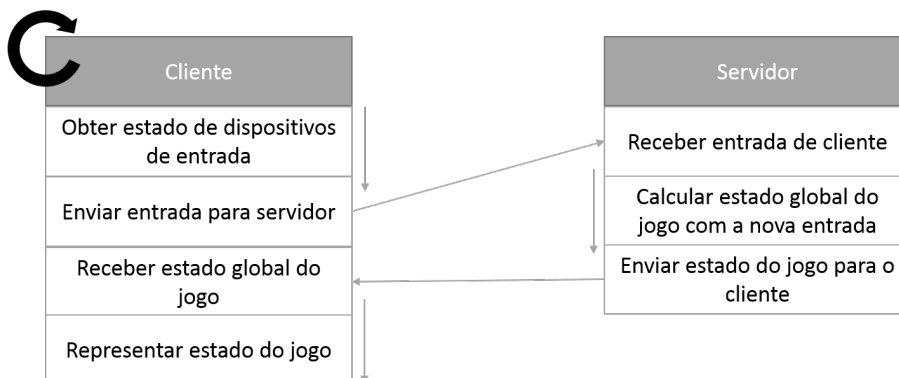 Cliente
Obter estado de dispositivos
de entrada
Enviar entrada para servidor
Receber estado global do
jogo
Representar estado do jogo
Servidor
Receber entrada de cliente
Calcular estado global do
jogo com a nova entrada
Enviar estado do jogo para o
cliente